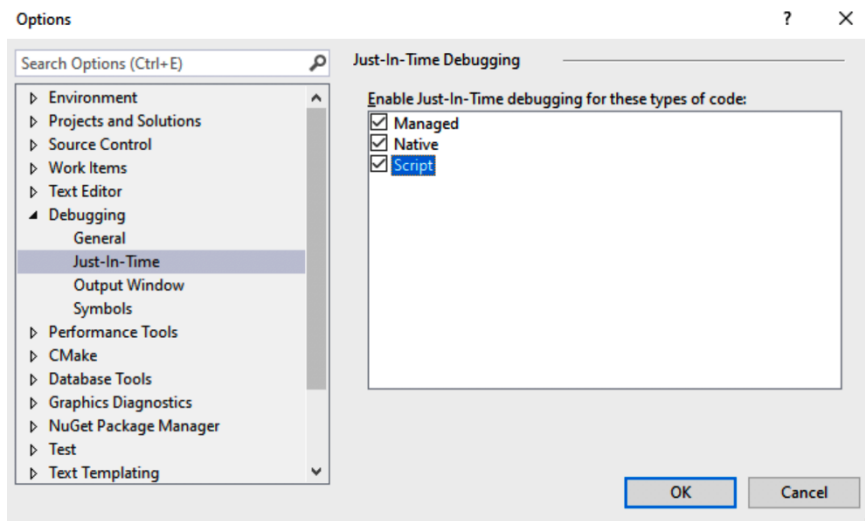 Options
?
Search Options (Ctrl+E)
Environment
Projects and Solutions
Source Control
Work Items
Text Editor
Debugging
General
Just-In-Time
Output Window
Symbols
Performance Tools
CMake
Database Tools
Graphics Diagnostics
NuGet Package Manager
Test
Text Templating
Just-In-Time Debugging
Enable Just-In-Time debugging for these types of code:
Managed
Native
Script
OK
Cancel